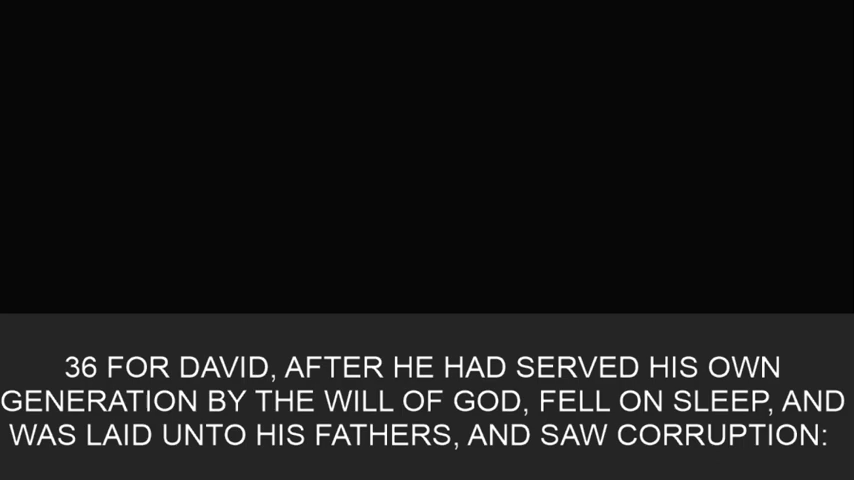 36 FOR DAVID, AFTER HE HAD SERVED HIS OWN
GENERATION BY THE WILL OF GOD, FELL ON SLEEP, AND
WAS LAID UNTO HIS FATHERS, AND SAW CORRUPTION: